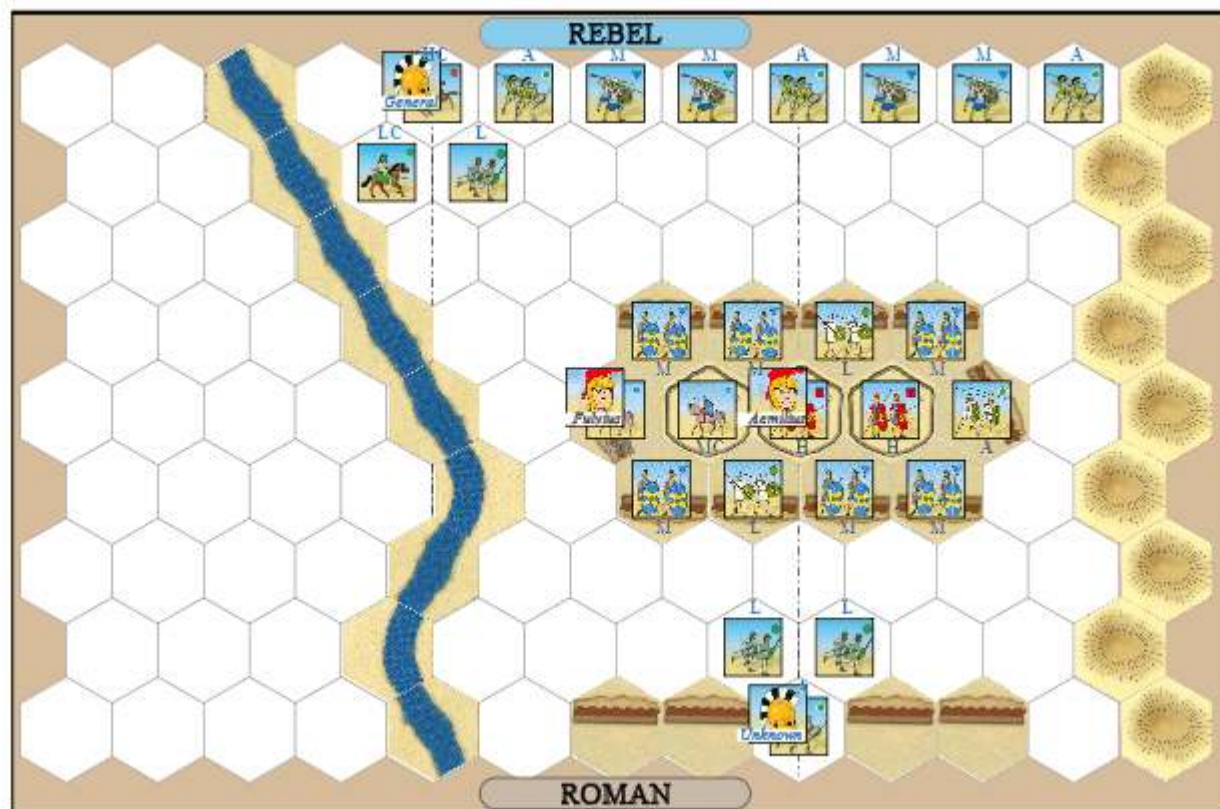 REBEL
A M M A M M A
General
LC L
M M L M
Fulvius Aemilius
MC H H A
M L M M
L L
Unknown
ROMAN